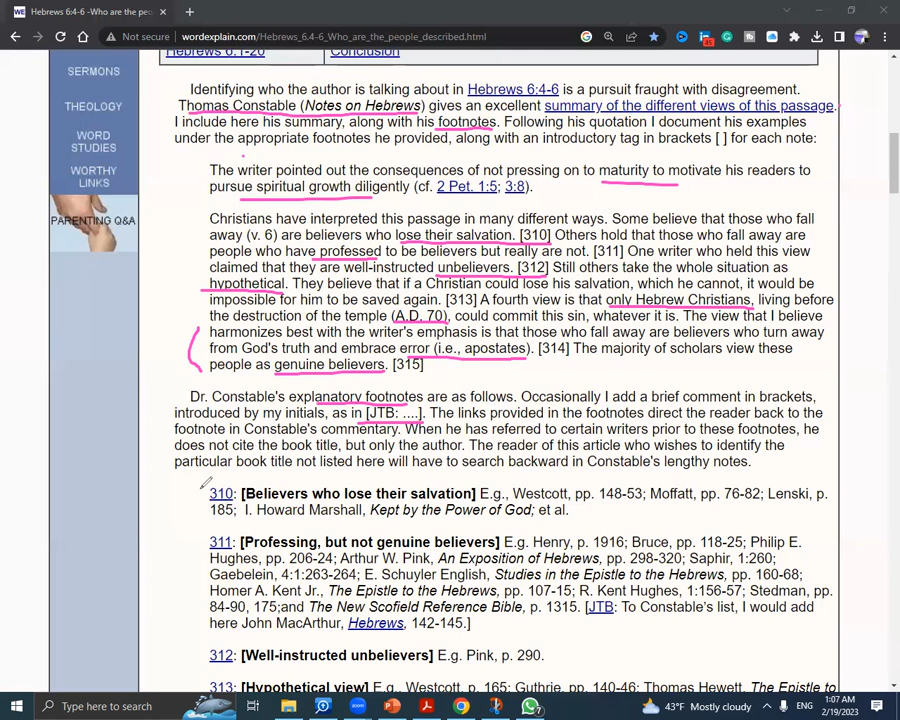 Hebrews 6:4-6 -Who are the peo
Not secure
wordexplain.com/Hebrews_6.4-6_Who_are_the_people_described.html
45
Hebrews 6:1-20
Conclusion
SERMONS
THEOLOGY
WORD
STUDIES
WORTHY
LINKS
PARENTING Q&A
Identifying who the author is talking about in Hebrews 6:4-6 is a pursuit fraught with disagreement.
Thomas Constable (Notes on Hebrews) gives an excellent summary of the different views of this passage.
I include here his summary, along with his footnotes. Following his quotation I document his examples
under the appropriate footnotes he provided, along with an introductory tag in brackets [ ] for each note:
The writer pointed out the consequences of not pressing on to maturity to motivate his readers to
pursue spiritual growth diligently (cf. 2 Pet. 1:5; 3:8).
Christians have interpreted this passage in many different ways. Some believe that those who fall
away (v. 6) are believers who lose their salvation. [310] Others hold that those who fall away are
people who have professed to be believers but really are not. [311] One writer who held this view
claimed that they are well-instructed unbelievers. [312] Still others take the whole situation as
hypothetical. They believe that if a Christian could lose his salvation, which he cannot, it would be
impossible for him to be saved again. [313] A fourth view is that only Hebrew Christians, living before
the destruction of the temple (A.D. 70), could commit this sin, whatever it is. The view that I believe
harmonizes best with the writer's emphasis is that those who fall away are believers who turn away
from God's truth and embrace error (i.e., apostates). [314] The majority of scholars view these
people as genuine believers. [315]
Dr. Constable's explanatory footnotes are as follows. Occasionally I add a brief comment in brackets,
introduced by my initials, as in [JTB: ....]. The links provided in the footnotes direct the reader back to the
footnote in Constable's commentary. When he has referred to certain writers prior to these footnotes, he
does not cite the book title, but only the author. The reader of this article who wishes to identify the
particular book title not listed here will have to search backward in Constable's lengthy notes.
310: [Believers who lose their salvation] E.g., Westcott, pp. 148-53; Moffatt, pp. 76-82; Lenski, p.
185; I. Howard Marshall, Kept by the Power of God; et al.
311: [Professing, but not genuine believers] E.g. Henry, p. 1916; Bruce, pp. 118-25; Philip E.
Hughes, pp. 206-24; Arthur W. Pink, An Exposition of Hebrews, pp. 298-320; Saphir, 1:260;
Gaebelein, 4:1:263-264; E. Schuyler English, Studies in the Epistle to the Hebrews, pp. 160-68;
Homer A. Kent Jr., The Epistle to the Hebrews, pp. 107-15; R. Kent Hughes, 1:156-57; Stedman, pp.
84-90, 175;and The New Scofield Reference Bible, p. 1315. [JTB: To Constable's list, I would add
here John MacArthur, Hebrews, 142-145.]
312: [Well-instructed unbelievers] E.g. Pink, p. 290.
313: [Hypothetical view] E.g., Westcott, p. 165; Guthrie, pp. 140-46; Thomas Hewett, The Epistle to
Type here to search
7
43°F Mostly cloudy
1:07 AM
2/19/2023